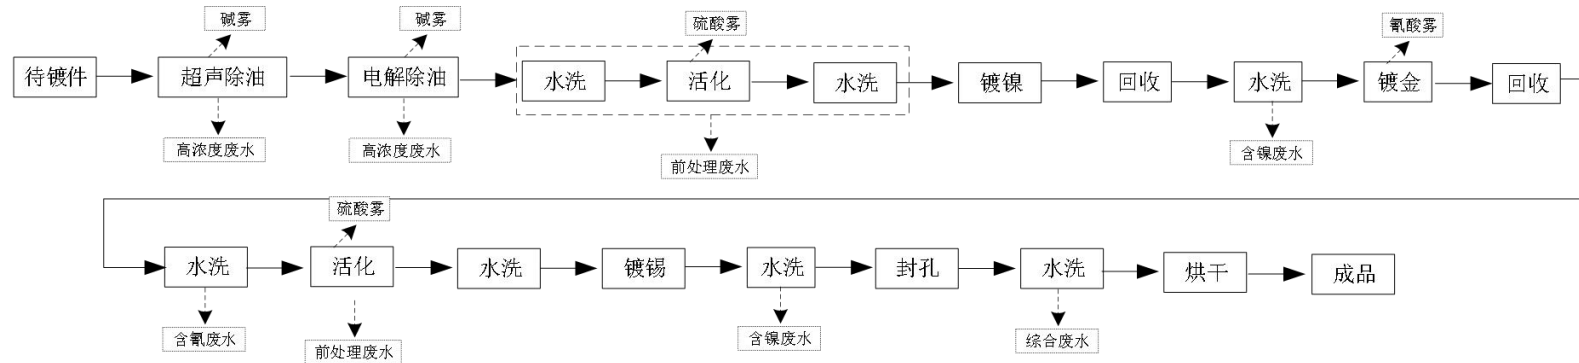 碱雾
碱雾
硫酸雾
氰酸雾
待镀件
超声除油
电解除油
水洗
活化
水洗
镀镍
回收
水洗
镀金
回收
高浓度废水
高浓度废水
前处理废水
含镍废水
硫酸雾
水洗
活化
水洗
镀锡
水洗
封孔
水洗
烘干
成品
含氰废水
前处理废水
含镍废水
综合废水